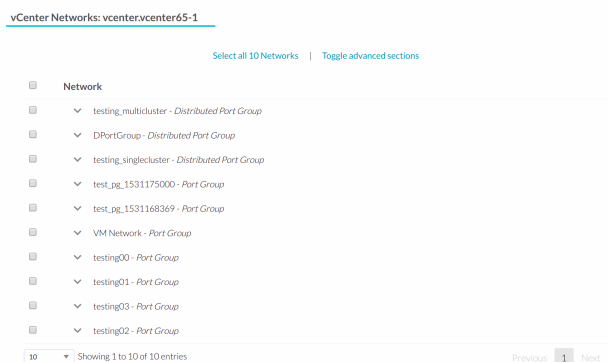 vCenter Networks: vcenter.vcenter65-1
Select all 10 Networks | Toggle advanced sections
Network
testing_multicluster - Distributed Port Group
DPortGroup - Distributed Port Group
testing_singlecluster - Distributed Port Group
test_pg_1531175000 - Port Group
test_pg_1531168369 - Port Group
VM Network - Port Group
testing00 - Port Group
testing01 - Port Group
testing03 - Port Group
testing02 - Port Group
10 Showing 1 to 10 of 10 entries Previous 1 Next